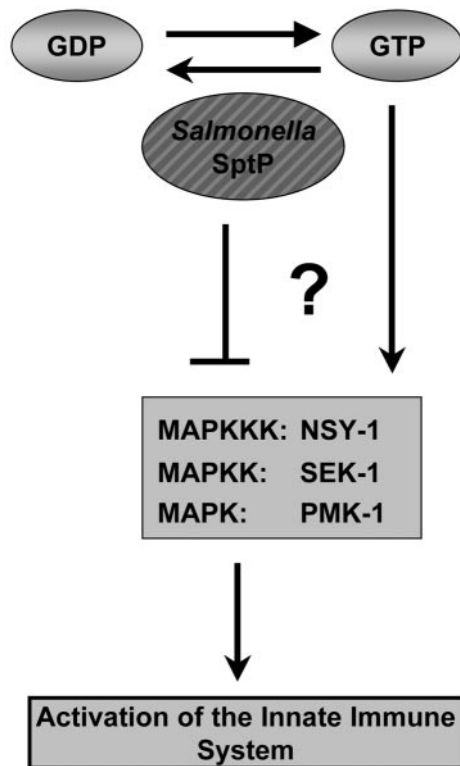 GDP GTP
Salmonella
SptP
?
MAPKKK: NSY-1
MAPKK: SEK-1
MAPK: PMK-1
Activation of the Innate Immune
System